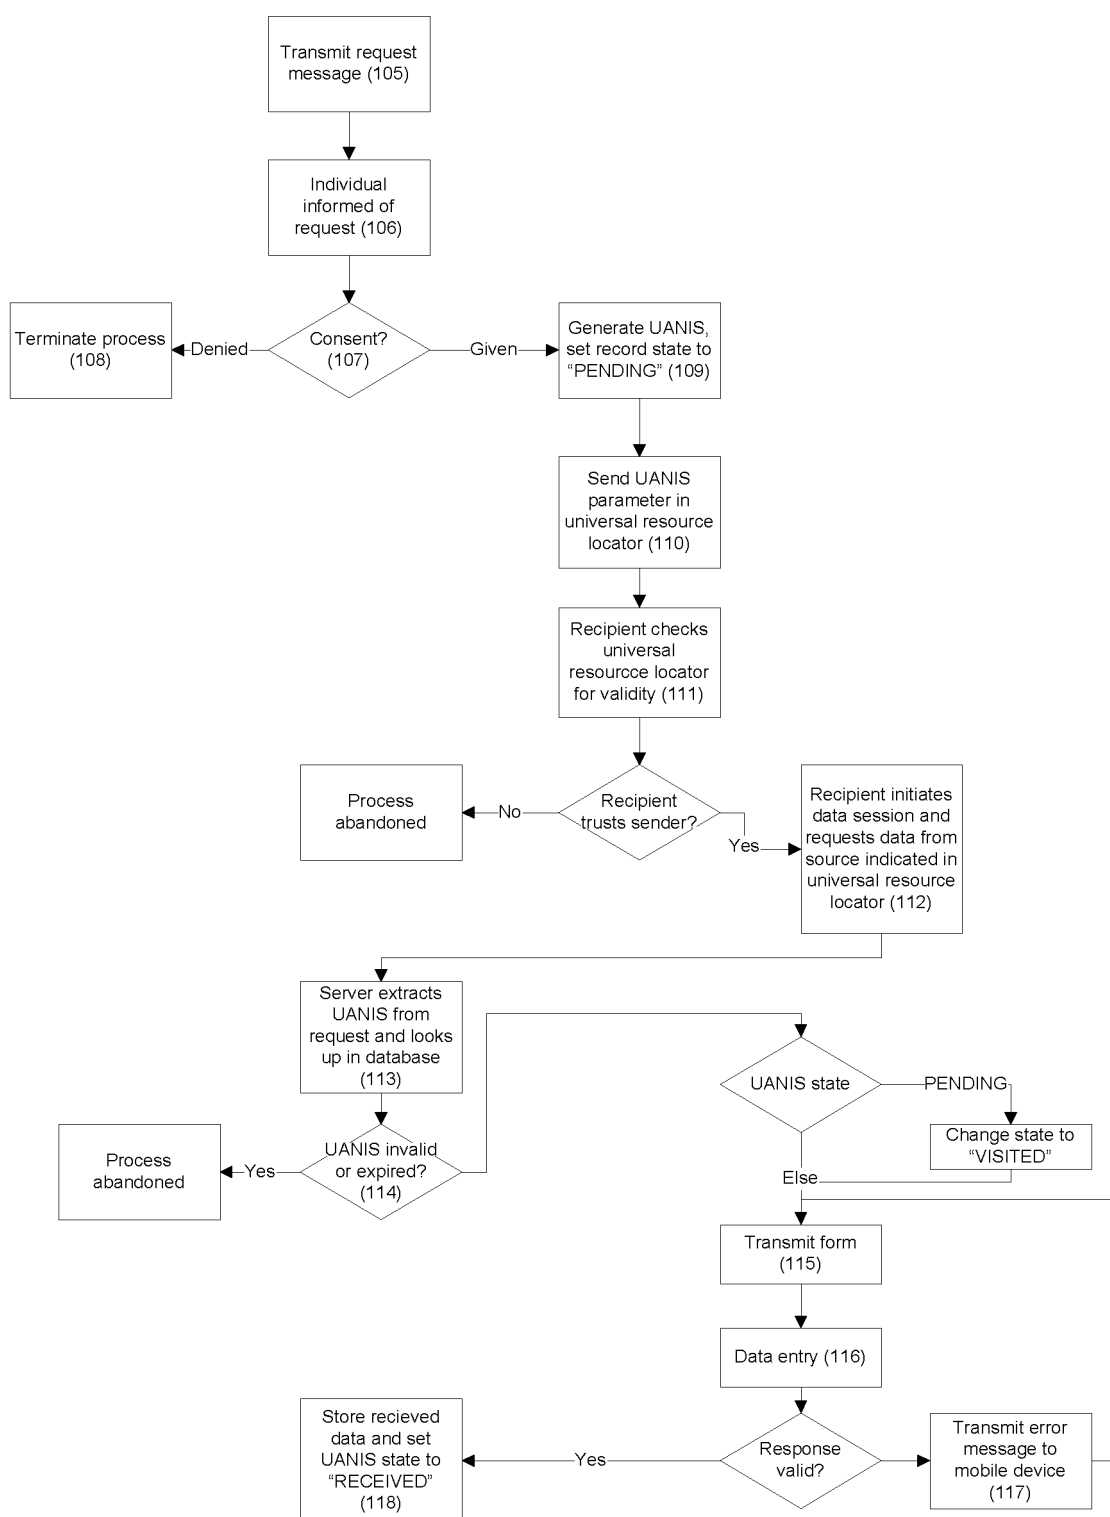 Transmit request
message (105)
Individual
informed of
request (106)
Terminate process
(108)
Denied
Consent?
(107)
Given
Generate UANIS,
set record state to
“PENDING” (109)
Send UANIS
parameter in
universal resource
locator (110)
Recipient checks
universal
resourcce locator
for validity (111)
Process
abandoned
No
Recipient
trusts sender?
Yes
Recipient initiates
data session and
requests data from
source indicated in
universal resource
locator (112)
Server extracts
UANIS from
request and looks
up in database
(113)
UANIS state
PENDING
Change state to
“VISITED”
Process
abandoned
Yes
UANIS invalid
or expired?
(114)
Else
Transmit form
(115)
Data entry (116)
Store recieved
data and set
UANIS state to
“RECEIVED”
(118)
Yes
Response
valid?
Transmit error
message to
mobile device
(117)